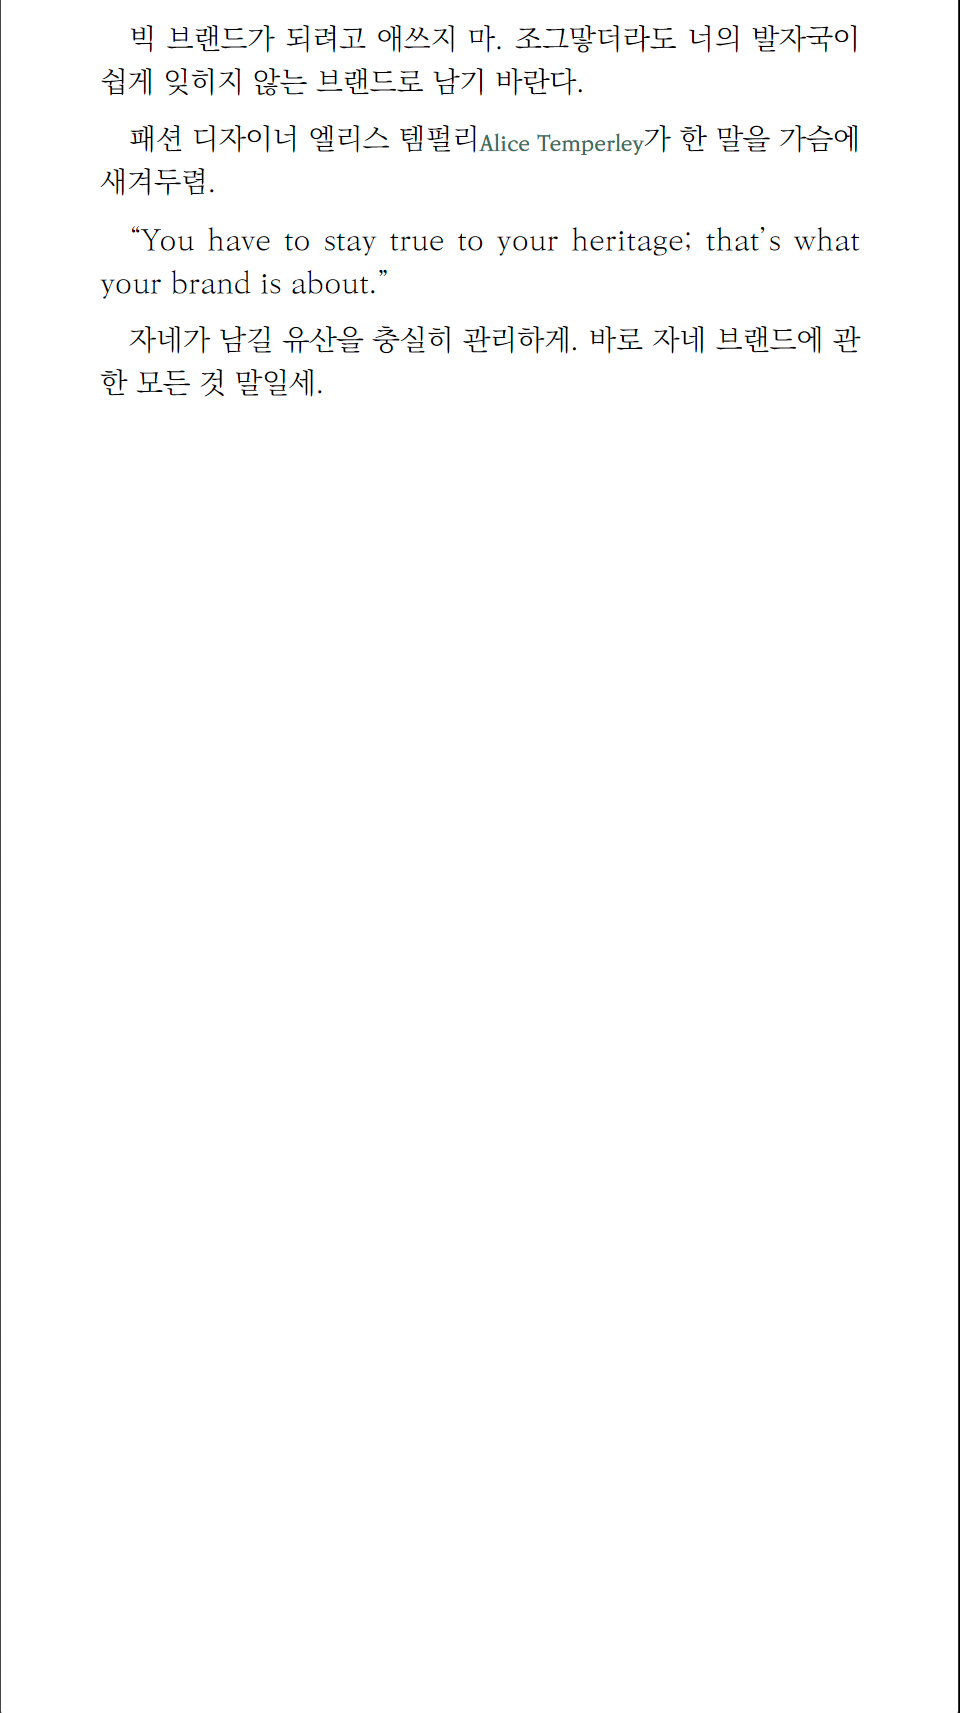 빅 브랜드가 되려고 애쓰지 마. 조그맣더라도 너의 발자국이
쉽게 잊히지 않는 브랜드로 남기 바란다.
패션 디자이너 엘리스 템펄리Alice Temperley가 한 말을 가슴에
새겨두렴.
“You have to stay true to your heritage; that’s what
your brand is about.”
자네가 남길 유산을 충실히 관리하게. 바로 자네 브랜드에 관
한 모든 것 말일세.